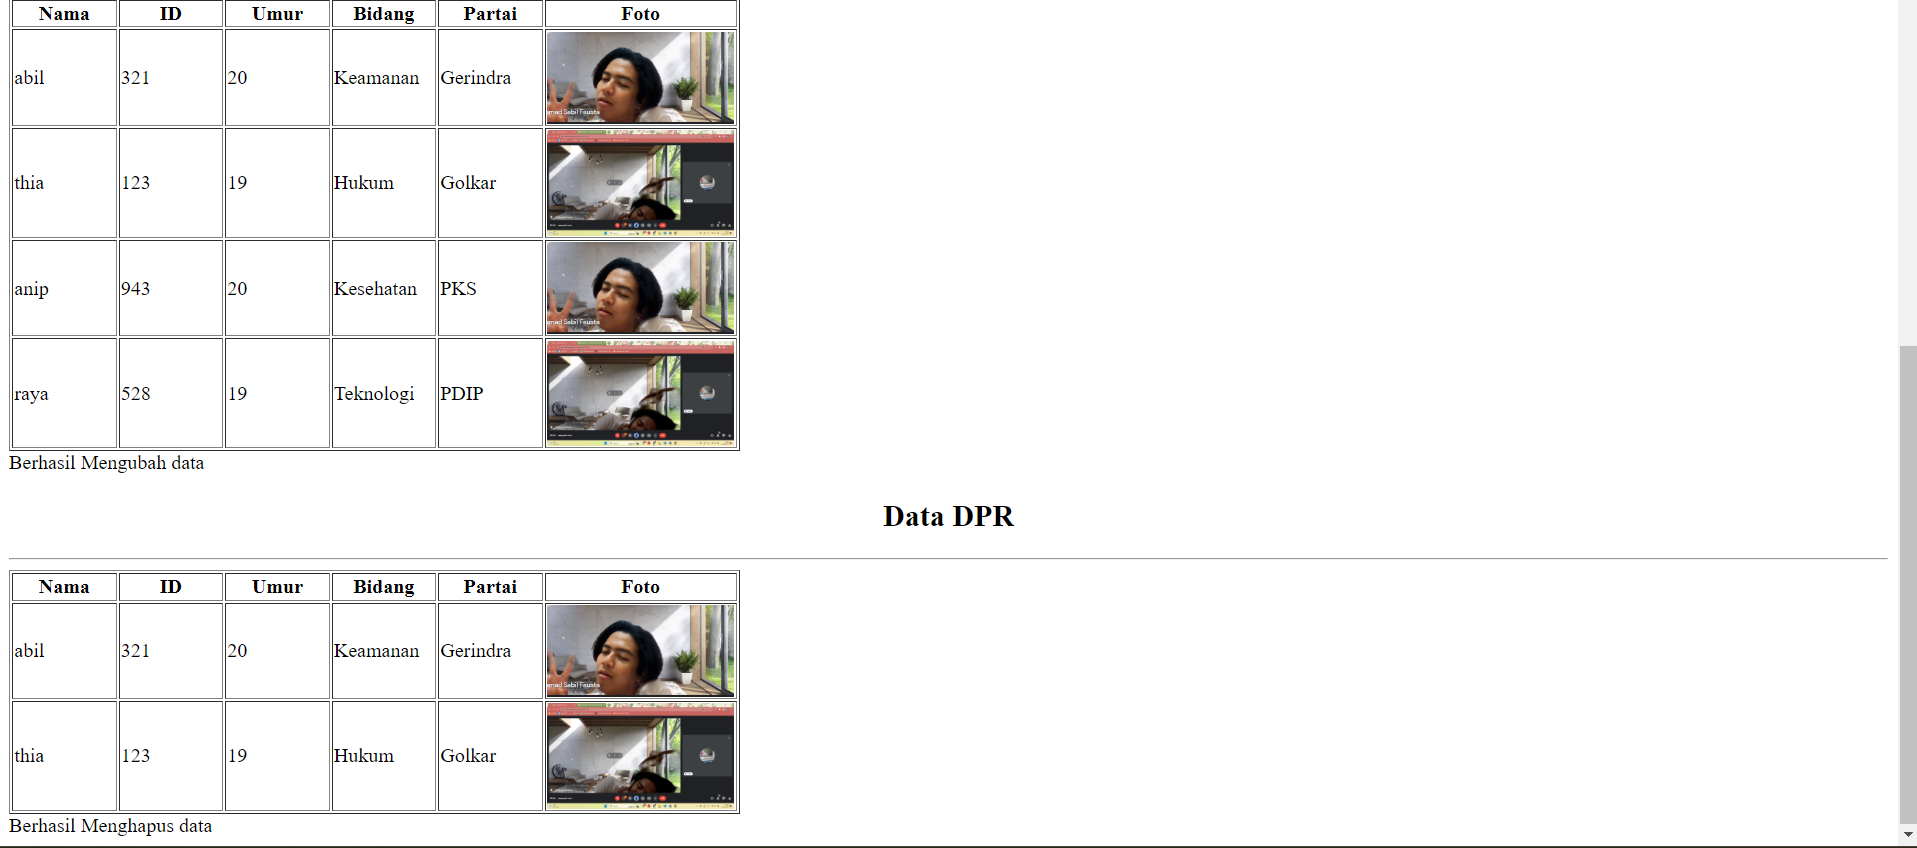 Nama ID Umur Bidang Partai Foto
abil 321 20 Keamanan Gerindra
mad Sabil Fausta
thia 123 19 Hukum Golkar
anip 943 20 Kesehatan PKS
mad Sabil Fausta
raya 528 19 Teknologi PDIP
Berhasil Mengubah data
Data DPR
Nama ID Umur Bidang Partai Foto
abil 321 20 Keamanan Gerindra
mad Sabil Fausta
thia 123 19 Hukum Golkar
Berhasil Menghapus data